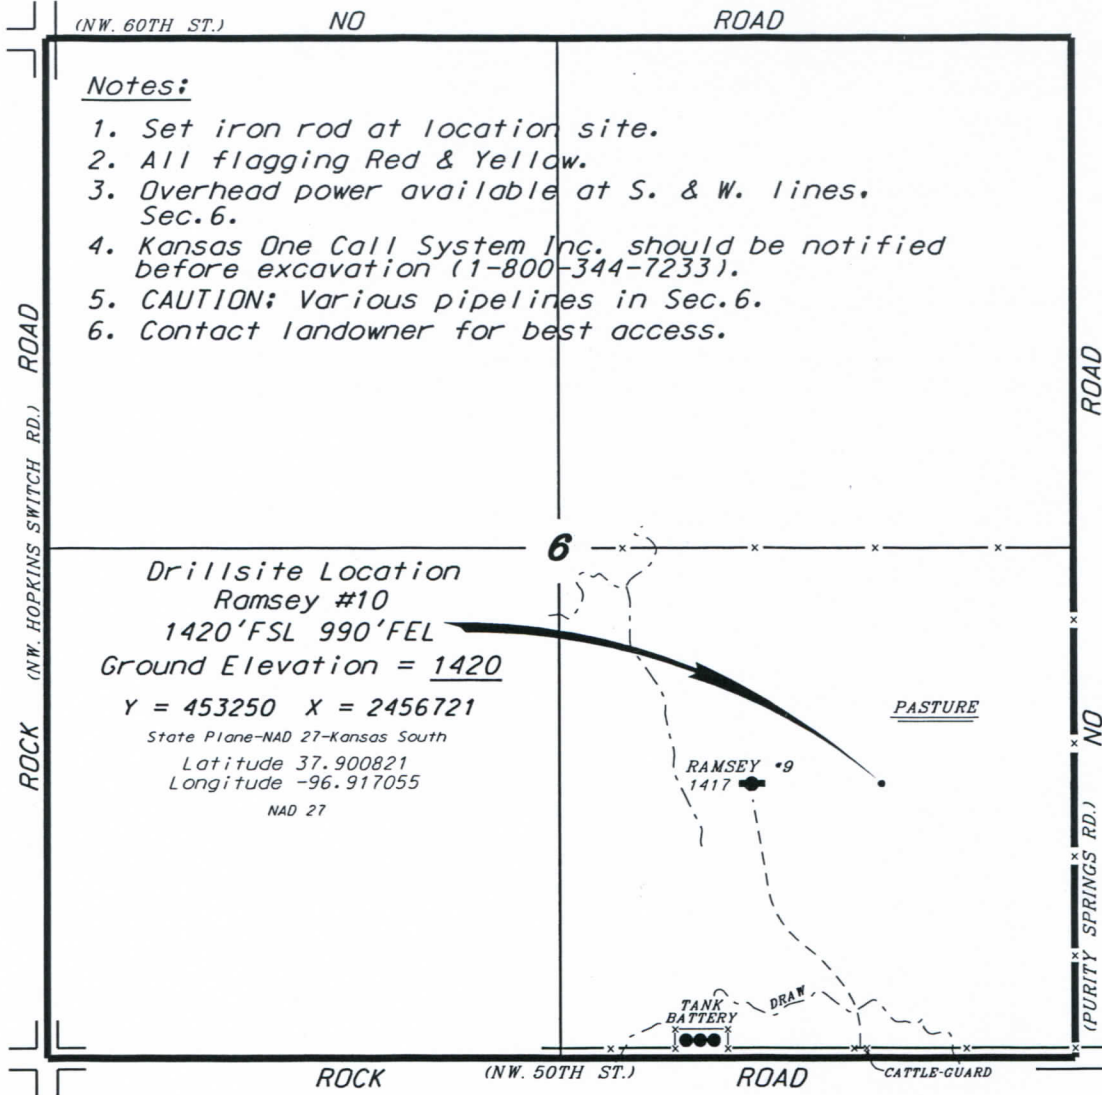 (NW. 60TH ST.) NO ROAD
Notes:
1. Set iron rod at location site.
2. All flagging Red & Yellow.
3. Overhead power available at S. & W. lines.
Sec.6.
4. Kansas One Call System Inc. should be notified
before excavation (1-800-344-7233).
5. CAUTION: Various pipelines in Sec.6.
6. Contact landowner for best access.
ROCK (NW. HOPKINS SWITCH RD.) ROAD
6
Drillsite Location
Ramsey #10
1420'FSL 990'FEL
Ground Elevation = 1420
Y = 453250 X = 2456721
State Plane-NAD 27-Kansas South
Latitude 37.900821
Longitude -96.917055
NAD 27
PASTURE
RAMSEY #9
1417
TANK
BATTERY
DRAW
CATTLE-GUARD
(PURITY SPRINGS RD.) NO ROAD
ROCK (NW. 50TH ST.) ROAD